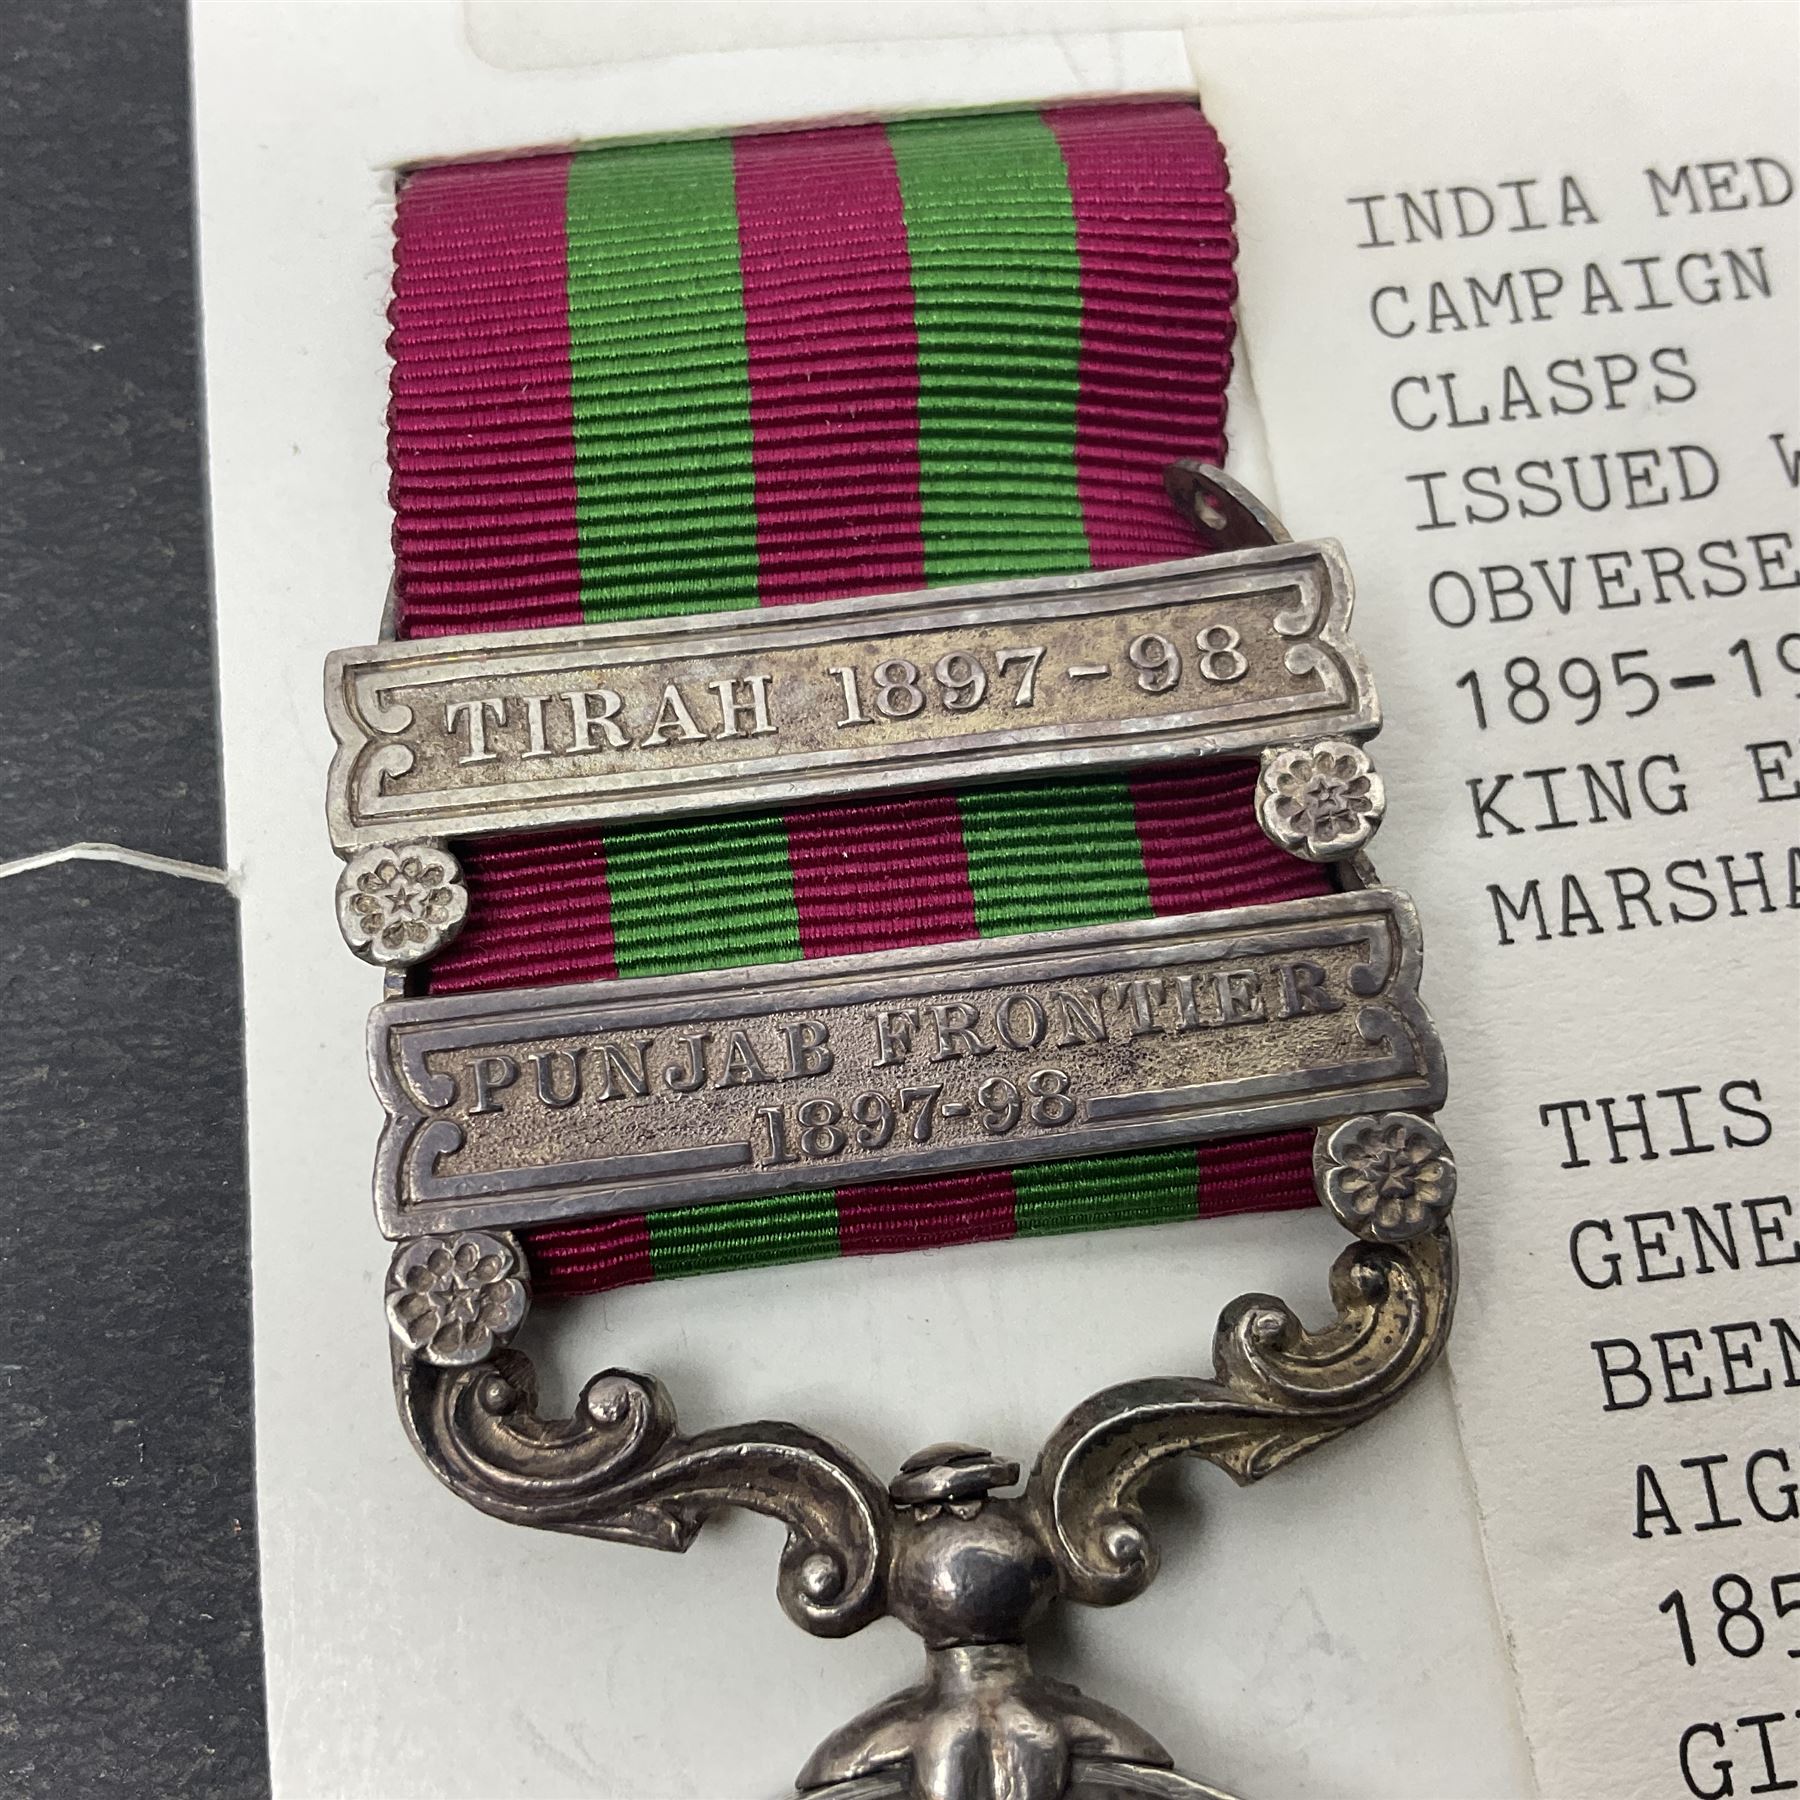 TIRAH 1897-98
PUNJAB FRONTIER
1897-98
INDIA MED
CAMPAIGN
CLASPS
ISSUED
OBVERSE
1895-19
KING E
MARSHA
THIS
GENE
BEEN
AIG
185
GI